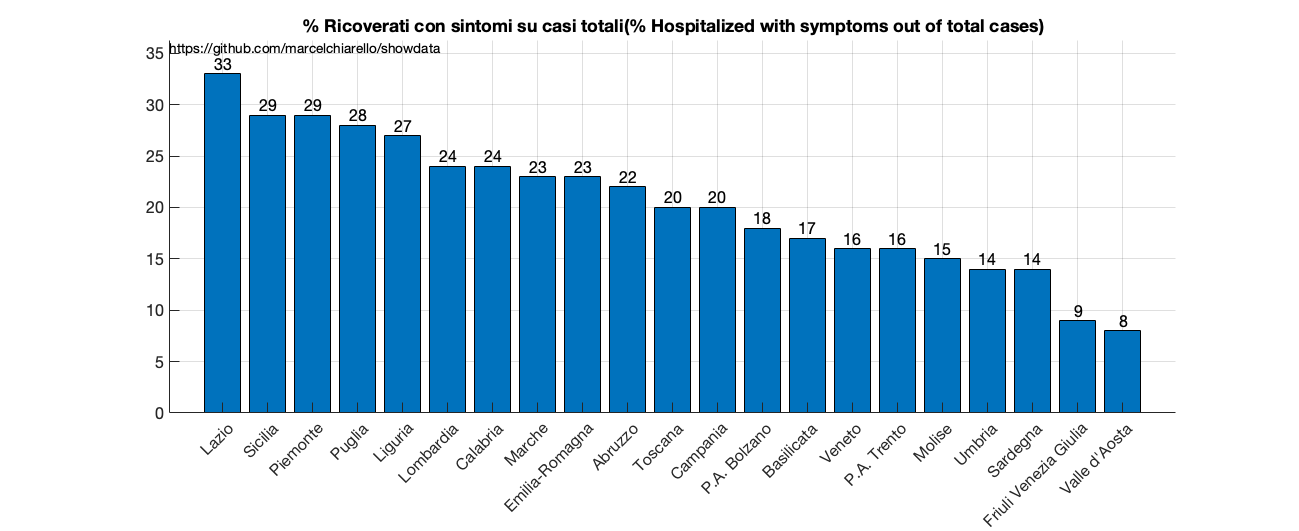 % Ricoverati con sintomi su casi totali(% Hospitalized with symptoms out of total cases)
https://github.com/marcelchiarello/showdata
35
30
25
20
15
10
5
0
33
29
29
28
27
24
24
23
23
22
20
20
18
17
16
16
15
14
14
9
8
Lazio
Sicilia
Piemonte
Puglia
Liguria
Lombardia
Calabria
Marche
Emilia-Romagna
Abruzzo
Toscana
Campania
P.A. Bolzano
Basilicata
Veneto
P.A. Trento
Molise
Umbria
Sardegna
Friuli Venezia Giulia
Valle d'Aosta